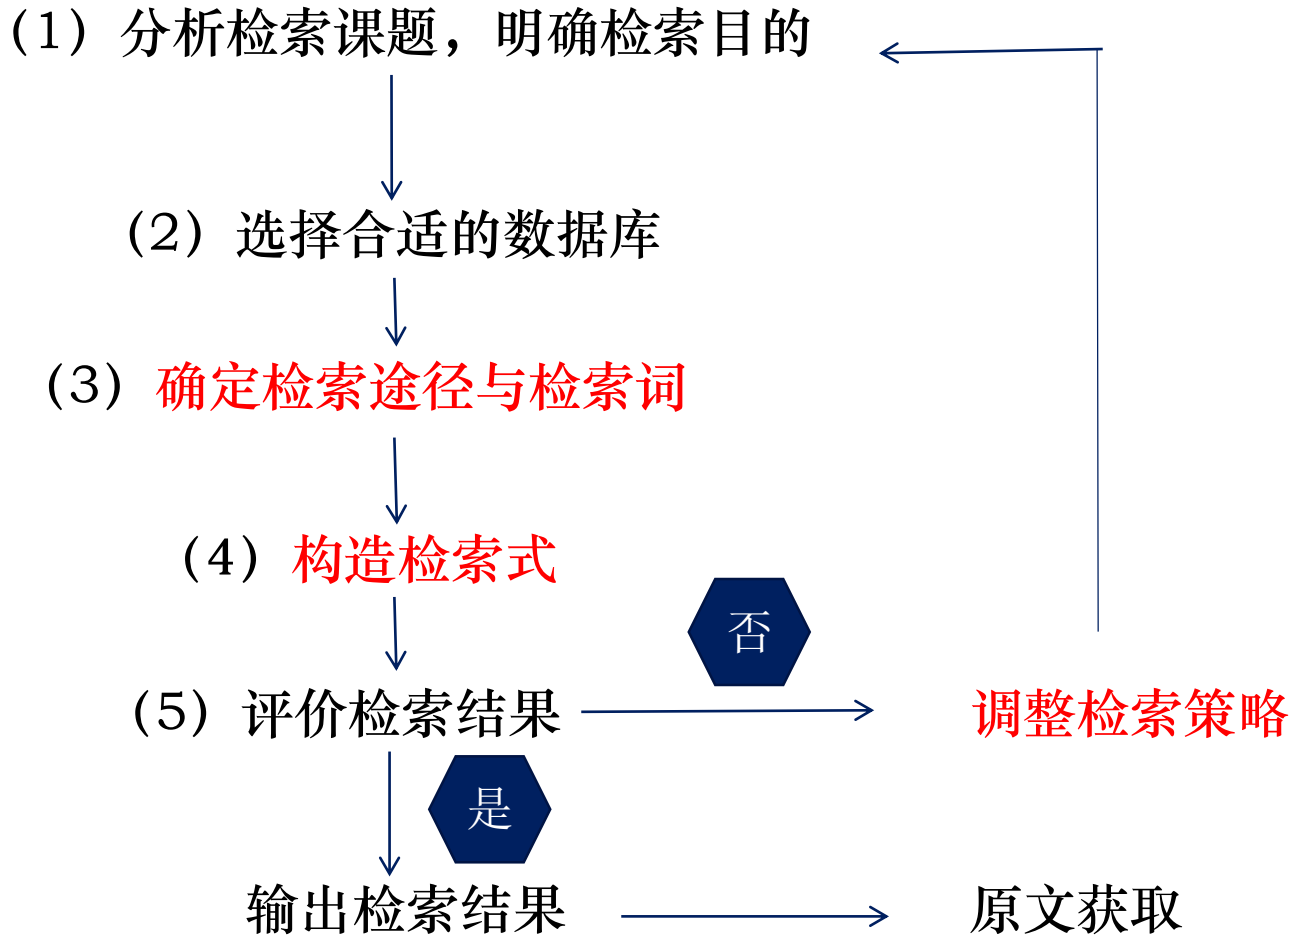 (1) 分析检索课题，明确检索目的
(2) 选择合适的数据库
(3) 确定检索途径与检索词
(4) 构造检索式
否
(5) 评价检索结果
调整检索策略
是
输出检索结果
原文获取